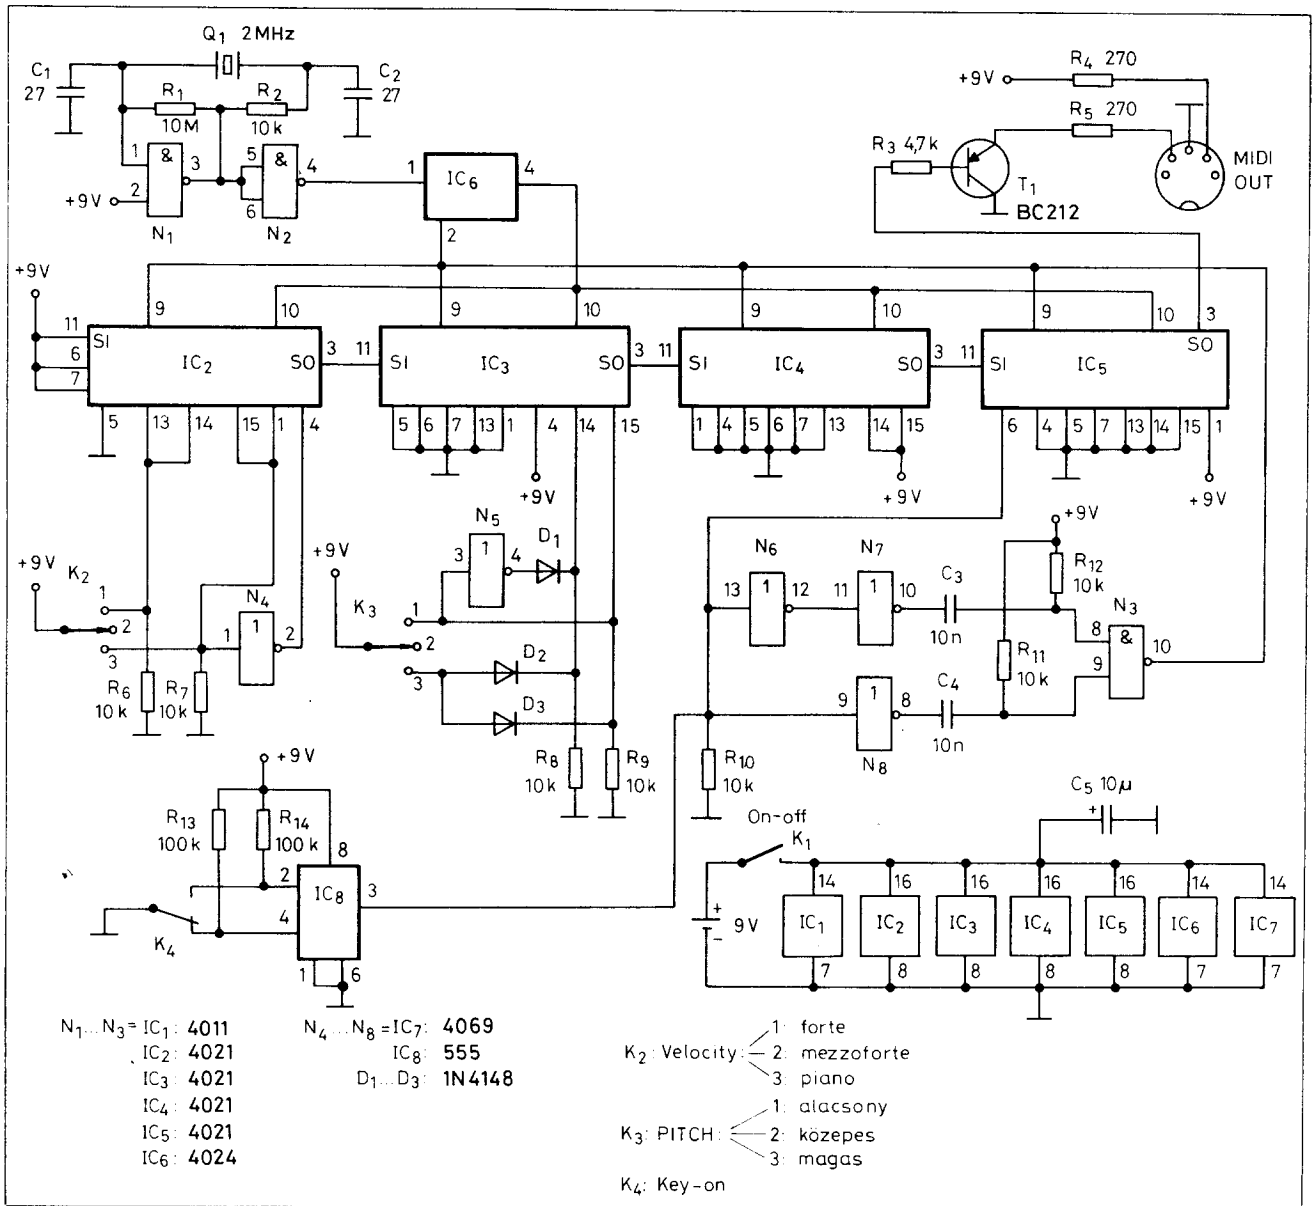 Q1 2MHz
C1 27
C2 27
R1 10M
R2 10k
1 & 3
+9V 2
5 & 4
6
N1 N2
1 IC6 4
2
R4 270
+9V
R5 270
R3 4,7k
T1
BC212
MIDI OUT
+9V
9 10 9 10 9 10 9 10 3
11 SI IC2 SO 3 11 SI IC3 SO 3 11 SI IC4 SO 3 11 SI IC5 SO
6
7
5 13 14 15 1 4
5 6 7 13 1 4 14 15
1 4 5 6 7 13 14 15
6 4 5 7 13 14 15 1
+9V
+9V
+9V
+9V
K2
1
2
3
N4
1 1 2
R6 10k
R7 10k
+9V
K3
1
2
3
N5
3 1 4
D1
D2
D3
R8 10k
R9 10k
N6
13 1 12
N7
11 1 10
C3
10n
+9V
R12 10k
R11 10k
N3
8 & 10
9
9 1 8
N8
C4
10n
R10 10k
+9V
R13 100k
R14 100k
8
2 IC8 3
4
1 6
K4
On-off
K1
C5 10µ
+
+
9V
-
14 16 16 16 16 14 14
IC1 IC2 IC3 IC4 IC5 IC6 IC7
7 8 8 8 8 7 7
N1...N3=IC1: 4011
IC2: 4021
IC3: 4021
IC4: 4021
IC5: 4021
IC6: 4024
N4...N8=IC7: 4069
IC8: 555
D1...D3: 1N4148
K2: Velocity: 1: forte
2: mezzoforte
3: piano
K3: PITCH: 1: alacsony
2: közepes
3: magas
K4: Key-on